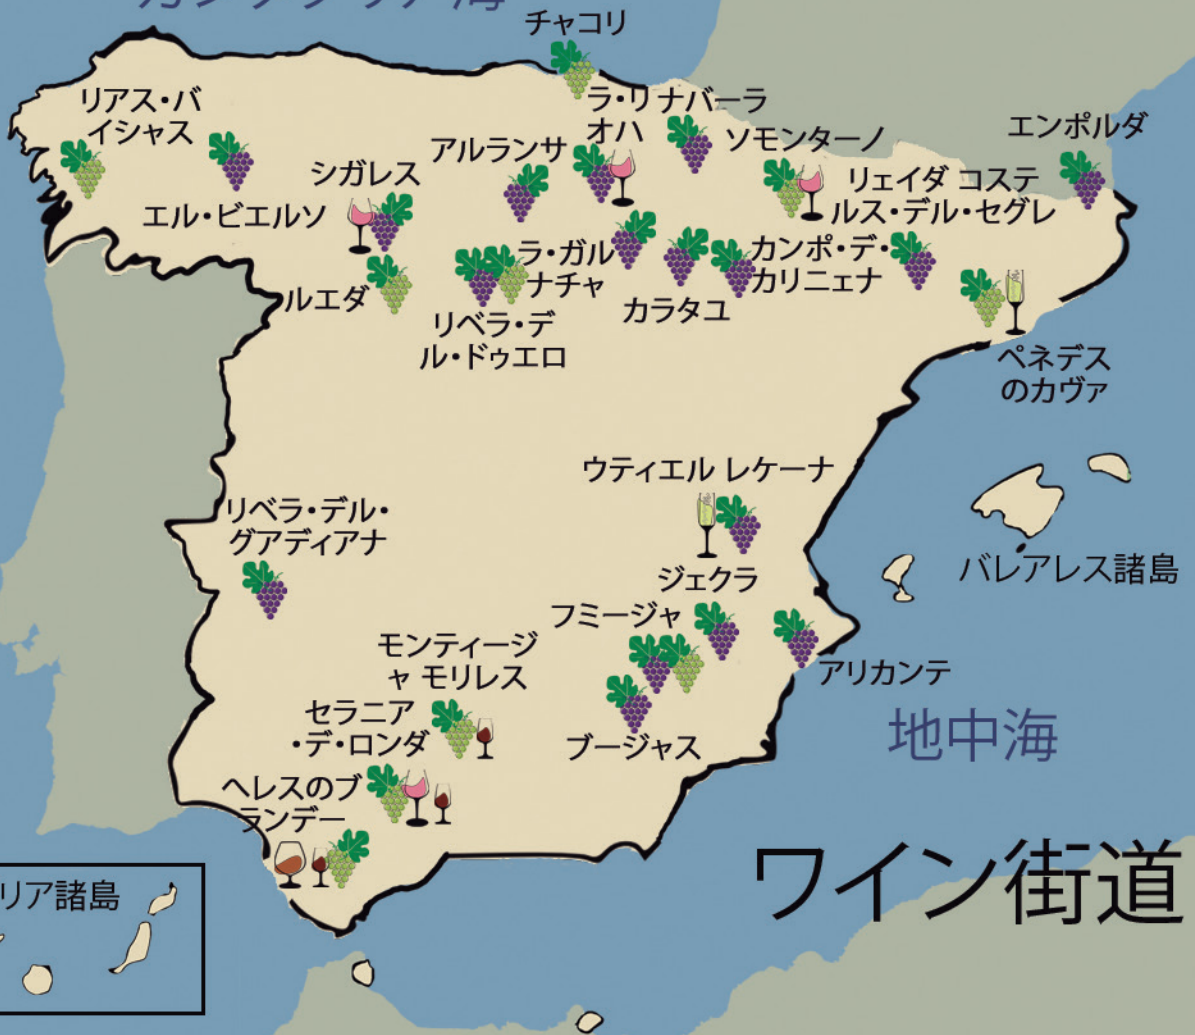 カンタブリア海
チャコリ
リアス・バ
イシャス
ラ・リ
オハ
ナバーラ
ソモンターノ
エンポルダ
アルランサ
シガレス
リェイダ コステ
ルス・デル・セグレ
エル・ビエルソ
ラ・ガル
ナチャ
カンポ・デ・
カリニェナ
ルエダ
カラタユ
リベラ・デ
ル・ドゥエロ
ペネデス
のカヴァ
ウティエル レケーナ
リベラ・デル・
グアディアナ
バレアレス諸島
ジェクラ
フミージャ
モンティージ
ャ モリレス
アリカンテ
セラニア
・デ・ロンダ
ブージャス
地中海
ヘレスのブ
ランデー
ワイン街道
リア諸島